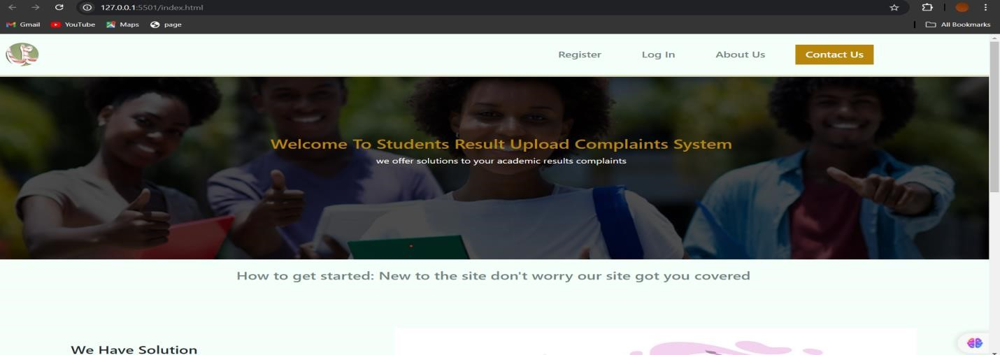 127.0.0.1:5501/index.html
Gmail YouTube Maps page All Bookmarks
Register Log In About Us Contact Us
Welcome To Students Result Upload Complaints System
we offer solutions to your academic results complaints
How to get started: New to the site don't worry our site got you covered
We Have Solution